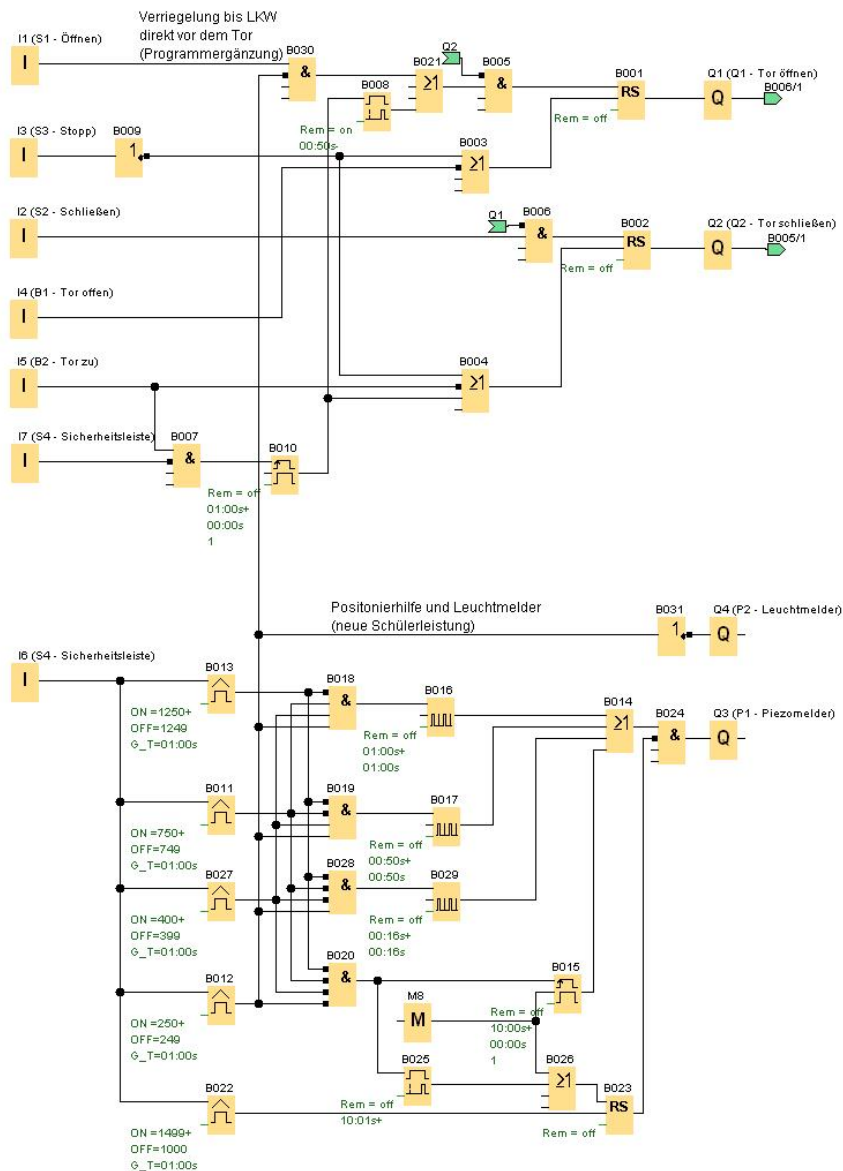 Verriegelung bis LKW
direkt vor dem Tor
(Programmergänzung)
I1 (S1 - Öffnen)
I
B030
&
B008
Rem = on
00:50s
B021
≥1
Q2
B005
&
B001
RS
Rem = off
Q1 (Q1 - Tor öffnen)
Q
B006/1
I3 (S3 - Stopp)
I
B009
1
B003
≥1
I2 (S2 - Schließen)
I
Q1
B006
&
B002
RS
Rem = off
Q2 (Q2 - Tor schließen)
Q
B005/1
I4 (B1 - Tor offen)
I
I5 (B2 - Tor zu)
I
B004
≥1
I7 (S4 - Sicherheitsleiste)
I
B007
&
B010
Rem = off
01:00s+
00:00s
1
Positonierhilfe und Leuchtmelder
(neue Schülerleistung)
B031
1
Q4 (P2 - Leuchtmelder)
Q
I6 (S4 - Sicherheitsleiste)
I
B013
ON =1250+
OFF=1249
G_T=01:00s
B018
&
B016
Rem = off
01:00s+
01:00s
B014
≥1
B024
&
Q3 (P1 - Piezomelder)
Q
B011
ON =750+
OFF=749
G_T=01:00s
B019
&
B017
Rem = off
00:50s+
00:50s
B027
ON =400+
OFF=399
G_T=01:00s
B028
&
B029
Rem = off
00:16s+
00:16s
B012
ON =250+
OFF=249
G_T=01:00s
B020
&
M8
M
B015
Rem = off
10:00s+
00:00s
1
B025
Rem = off
10:01s+
B026
≥1
B023
RS
Rem = off
B022
ON =1499+
OFF=1000
G_T=01:00s